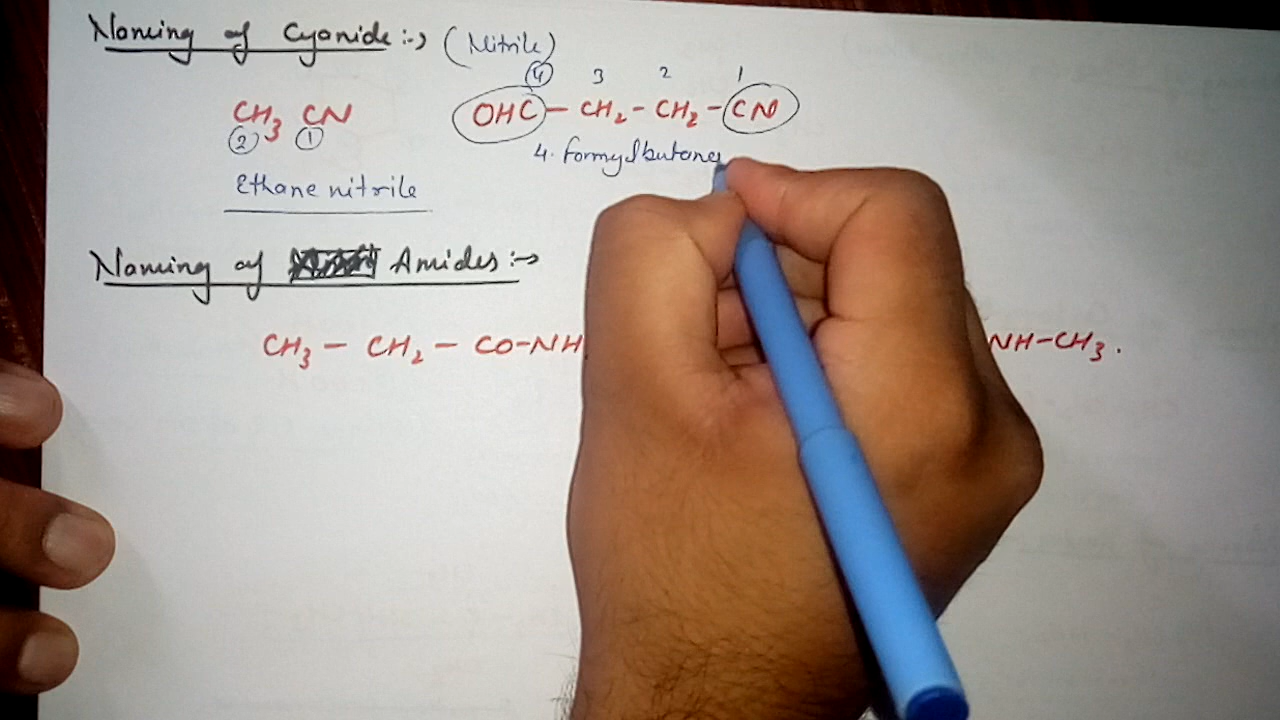 Naming of Cyanide :→ (Nitrile)
④ 3 2 1
CH₃ CN OHC – CH₂ – CH₂ – CN
② ①
4. formylbutane
Ethane nitrile
Naming of Amides :→
CH₃ – CH₂ – CO-NH NH-CH₃.